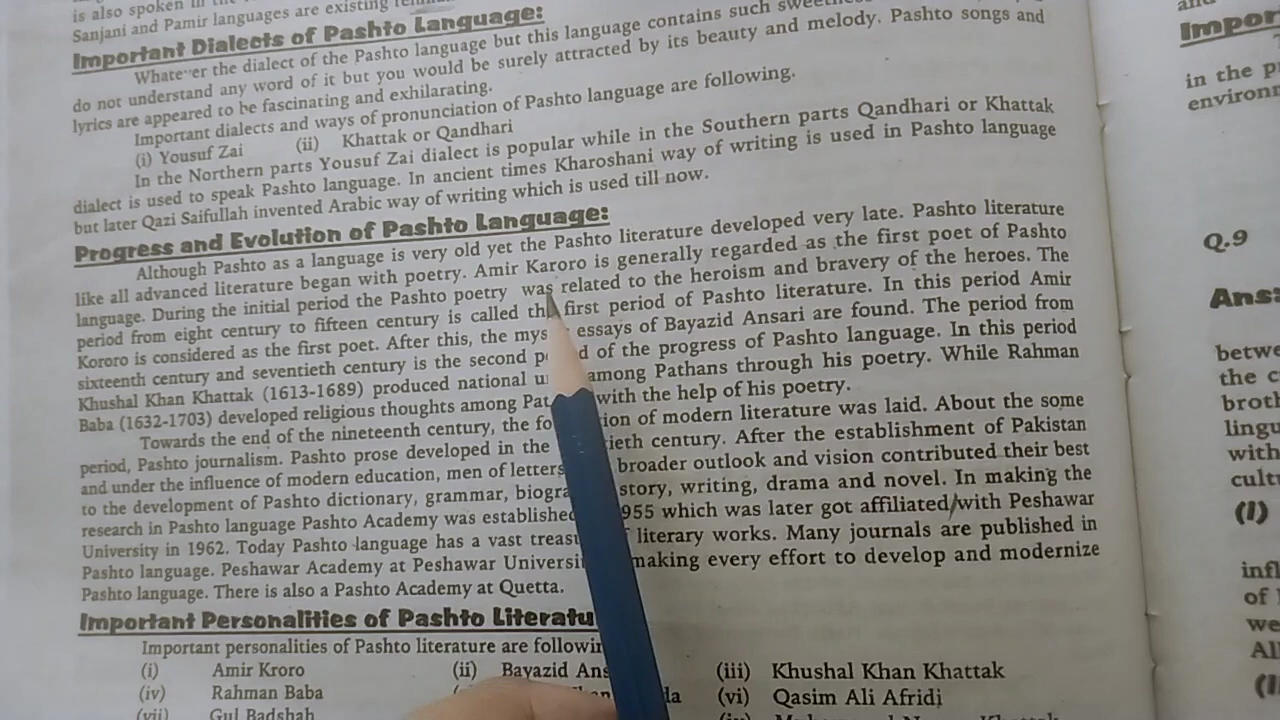 is also spoken in the
Sanjani and Pamir languages are existing
Important Dialects of Pashto Language:
Whatever the dialect of the Pashto language but this language contains such
do not understand any word of it but you would be surely attracted by its beauty and melody. Pashto songs and
lyrics are appeared to be fascinating and exhilarating.
Important dialects and ways of pronunciation of Pashto language are following.
(i) Yousuf Zai (ii) Khattak or Qandhari
In the Northern parts Yousuf Zai dialect is popular while in the Southern parts Qandhari or Khattak
dialect is used to speak Pashto language. In ancient times Kharoshani way of writing is used in Pashto language
but later Qazi Saifullah invented Arabic way of writing which is used till now.
Progress and Evolution of Pashto Language:
Although Pashto as a language is very old yet the Pashto literature developed very late. Pashto literature
like all advanced literature began with poetry. Amir Karoro is generally regarded as the first poet of Pashto
language. During the initial period the Pashto poetry was related to the heroism and bravery of the heroes. The
period from eight century to fifteen century is called the first period of Pashto literature. In this period Amir
Kororo is considered as the first poet. After this, the mys essays of Bayazid Ansari are found. The period from
sixteenth century and seventieth century is the second p d of the progress of Pashto language. In this period
Khushal Khan Khattak (1613-1689) produced national u among Pathans through his poetry. While Rahman
Baba (1632-1703) developed religious thoughts among Pat with the help of his poetry.
Towards the end of the nineteenth century, the fo ion of modern literature was laid. About the some
period, Pashto journalism. Pashto prose developed in the ieth century. After the establishment of Pakistan
and under the influence of modern education, men of letters broader outlook and vision contributed their best
to the development of Pashto dictionary, grammar, biogra story, writing, drama and novel. In making the
research in Pashto language Pashto Academy was established 955 which was later got affiliated with Peshawar
University in 1962. Today Pashto language has a vast treas literary works. Many journals are published in
Pashto language. Peshawar Academy at Peshawar Universi making every effort to develop and modernize
Pashto language. There is also a Pashto Academy at Quetta.
Important Personalities of Pashto Literatu
Important personalities of Pashto literature are followin
(i) Amir Kroro (ii) Bayazid Ans (iii) Khushal Khan Khattak
(iv) Rahman Baba (vi) Qasim Ali Afridi
(vii) Gul Badshah
Impor
in the p
environm
Q.9
Ans:
betwe
the c
broth
lingu
with
cultu
(I)
infl
of
we
Al